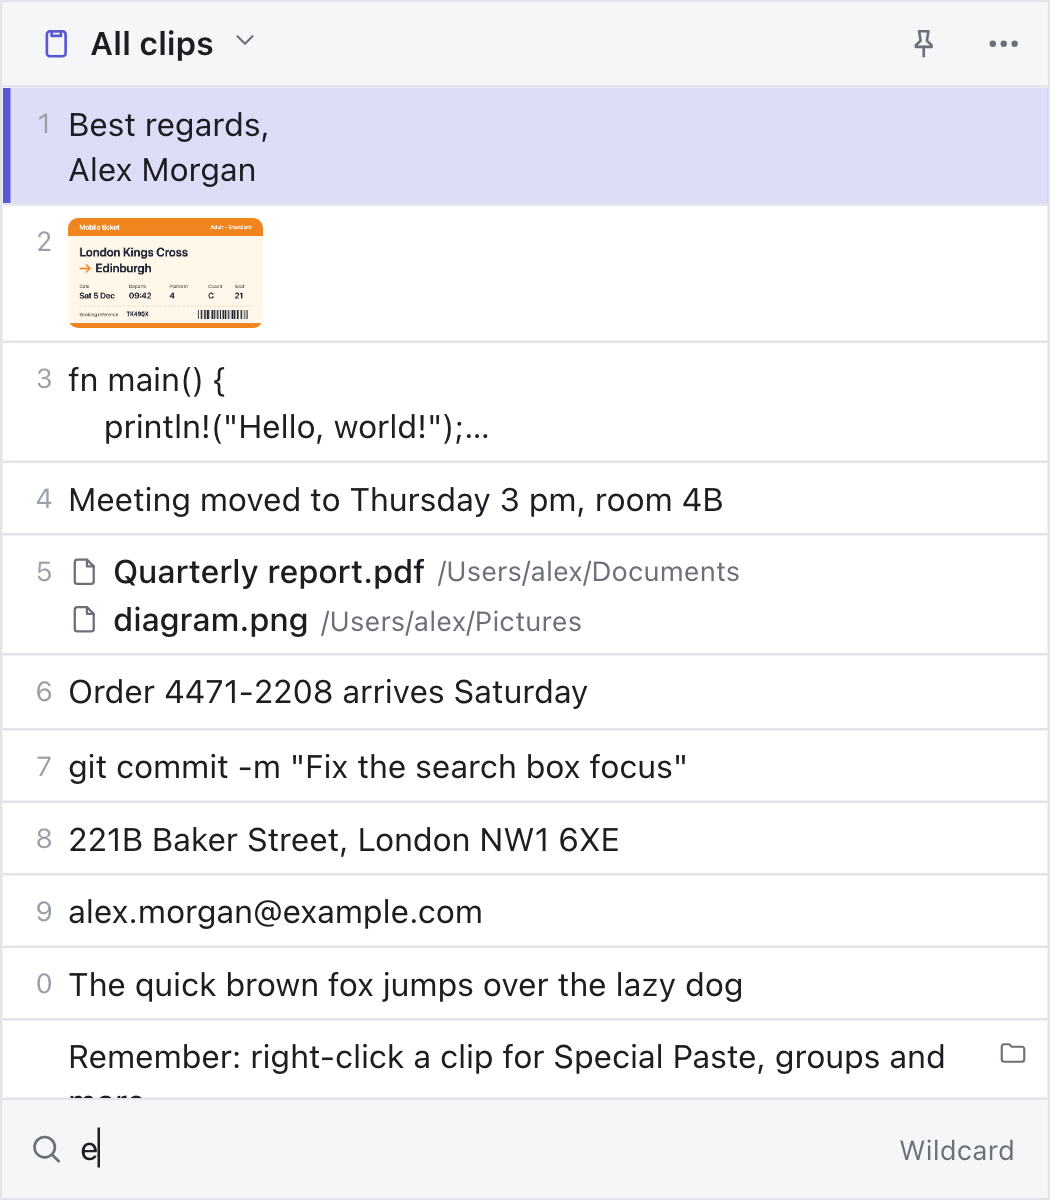 All clips
1 Best regards,
Alex Morgan
2
Mobile ticket Adult • Standard
London Kings Cross
→ Edinburgh
Date Departs Platform Coach Seat
Sat 5 Dec 09:42 4 C 21
Booking reference TK49QX
3 fn main() {
println!("Hello, world!");...
4 Meeting moved to Thursday 3 pm, room 4B
5 Quarterly report.pdf /Users/alex/Documents
diagram.png /Users/alex/Pictures
6 Order 4471-2208 arrives Saturday
7 git commit -m "Fix the search box focus"
8 221B Baker Street, London NW1 6XE
9 alex.morgan@example.com
0 The quick brown fox jumps over the lazy dog
Remember: right-click a clip for Special Paste, groups and
more
e Wildcard